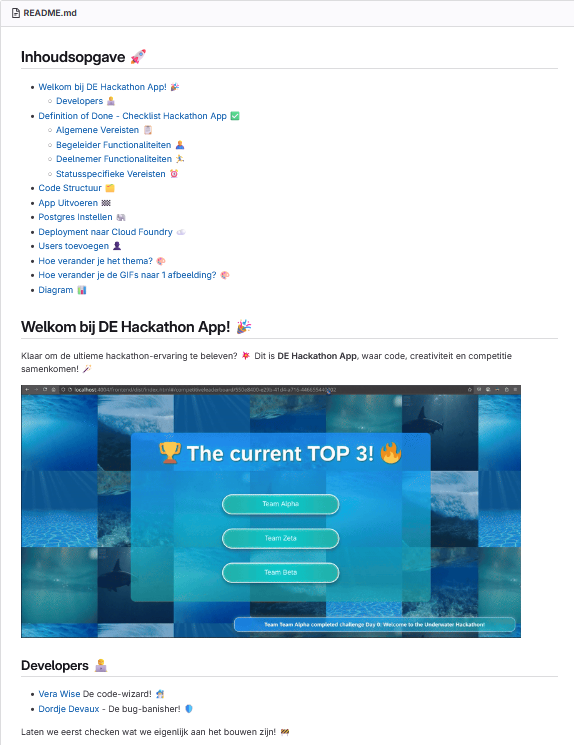 README.md
Inhoudsopgave 🚀
Welkom bij DE Hackathon App! 🎉
Developers
Definition of Done - Checklist Hackathon App ✅
Algemene Vereisten
Begeleider Functionaliteiten
Deelnemer Functionaliteiten
Statusspecifieke Vereisten
Code Structuur
App Uitvoeren
Postgres Instellen
Deployment naar Cloud Foundry
Users toevoegen
Hoe verander je het thema?
Hoe verander je de GIFs naar 1 afbeelding?
Diagram 📊
Welkom bij DE Hackathon App! 🎉
Klaar om de ultieme hackathon-ervaring te beleven? 💥 Dit is DE Hackathon App, waar code, creativiteit en competitie
samenkomen!
🏆 The current TOP 3! 🔥
Team Alpha
Team Zeta
Team Beta
Team Team Alpha completed challenge Day 0: Welcome to the Underwater Hackathon!
Developers
Vera Wise De code-wizard!
Dordje Devaux - De bug-banisher!
Laten we eerst checken wat we eigenlijk aan het bouwen zijn! 🚧